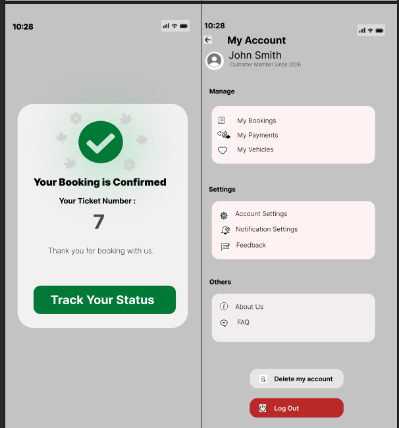 10:28
Your Booking is Confirmed
Your Ticket Number :
7
Thank you for booking with us.
Track Your Status
10:28
My Account
John Smith
Customer Member Since 2026
Manage
My Bookings
My Payments
My Vehicles
Settings
Account Settings
Notification Settings
Feedback
Others
About Us
FAQ
Delete my account
Log Out